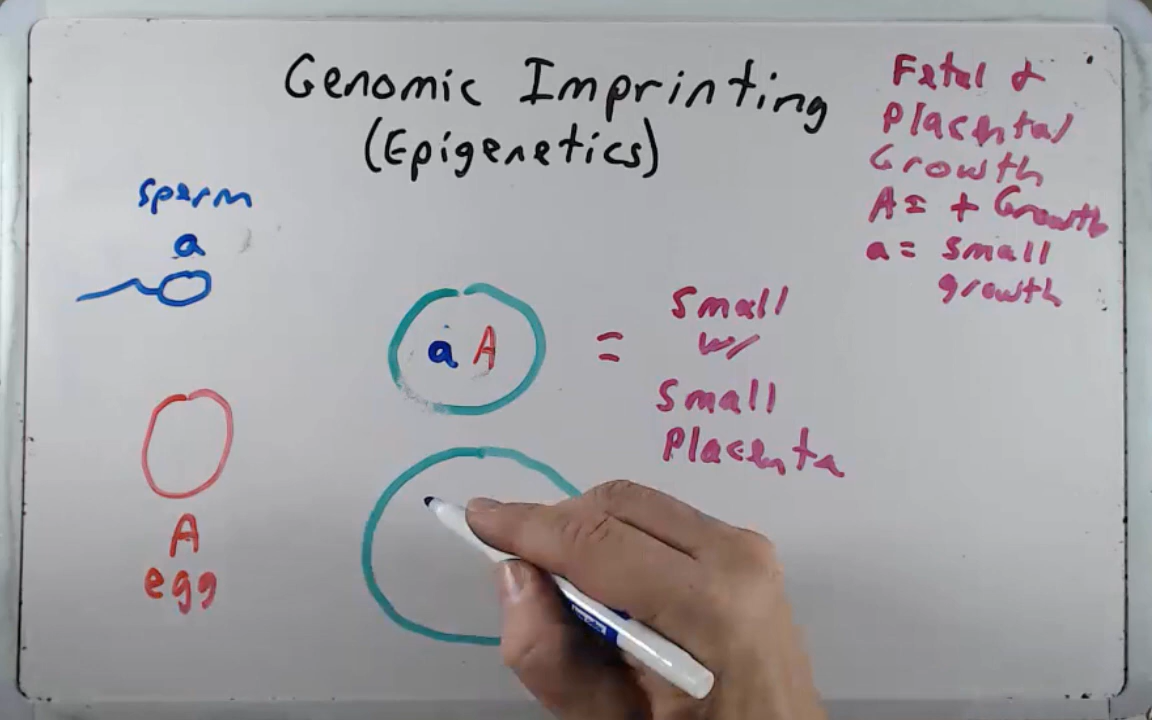 Genomic Imprinting
(Epigenetics)
Fetal &
Placental
Growth
A = + Growth
a = small
growth
sperm
a
a A
=
small
w/
small
Placenta
A
egg